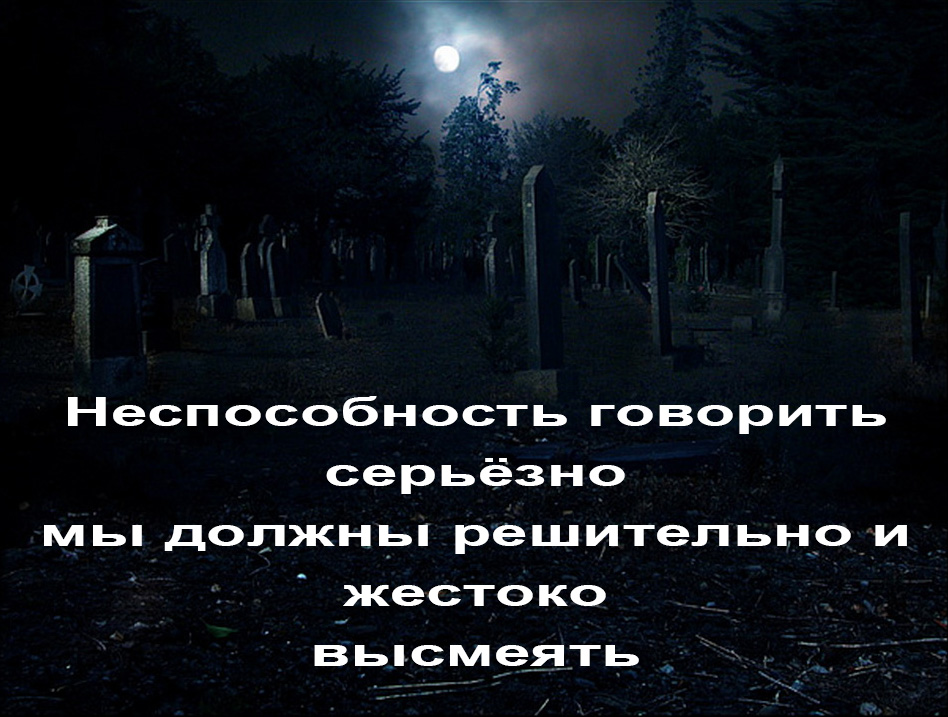 Неспособность говорить
серьёзно
мы должны решительно и
жестоко
высмеять